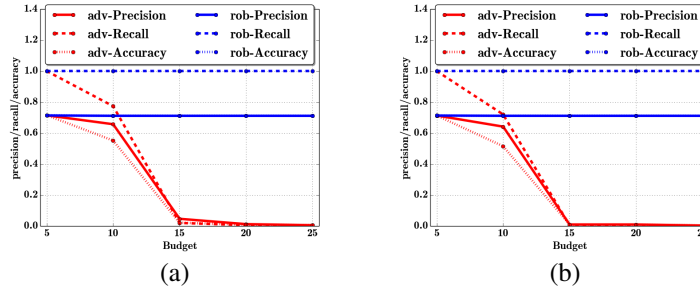 adv-Precision rob-Precision
adv-Recall rob-Recall
adv-Accuracy rob-Accuracy
precision/racall/accuracy
1.4
1.2
1.0
0.8
0.6
0.4
0.2
0.0
5 10 15 20 25
Budget
(a)
adv-Precision rob-Precision
adv-Recall rob-Recall
adv-Accuracy rob-Accuracy
precision/racall/accuracy
1.4
1.2
1.0
0.8
0.6
0.4
0.2
0.0
5 10 15 20
Budget
(b)